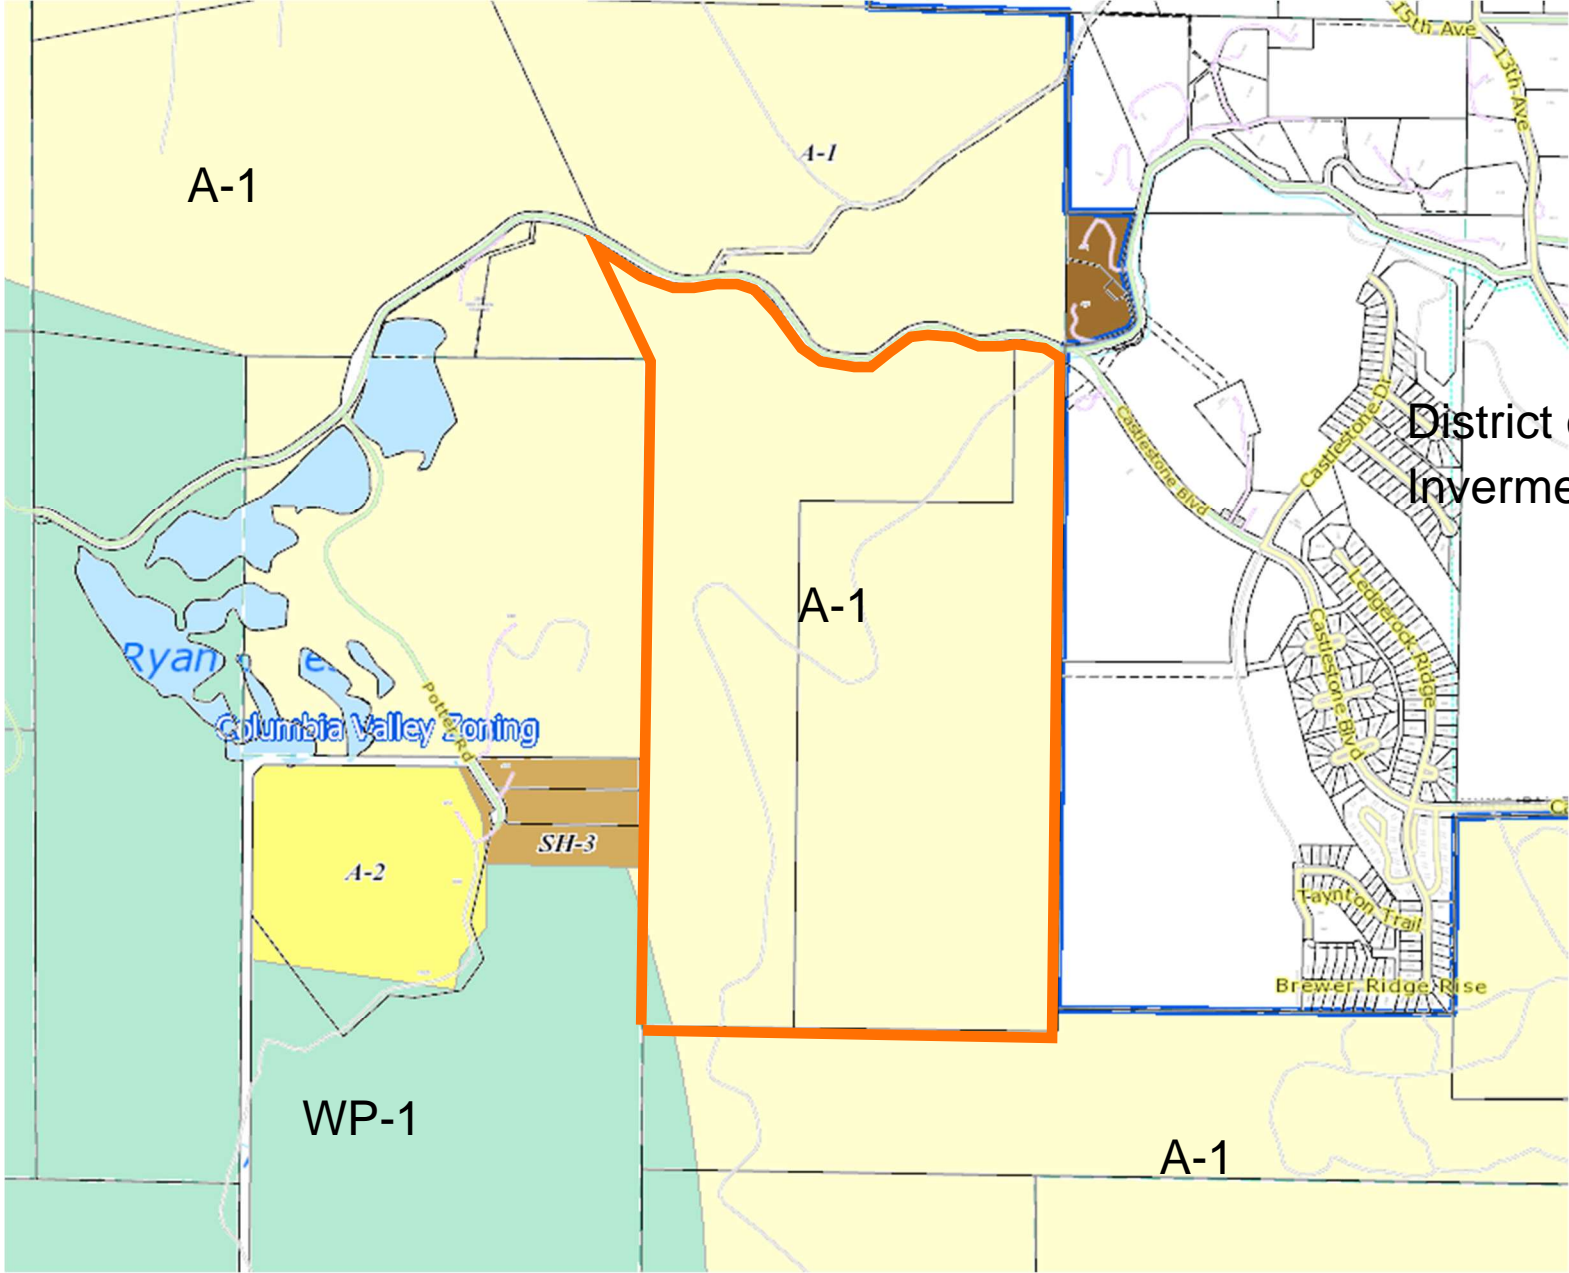 15th Ave
13th Ave
A-1
A-1
Castlestone Dr
District
Castlestone Blvd
Inverme
Ledgerock Ridge
A-1
Castlestone Blvd
Ryan es
Potter Rd
Columbia Valley Zoning
SH-3
A-2
Taynton Trail
Brewer Ridge Rise
WP-1
A-1